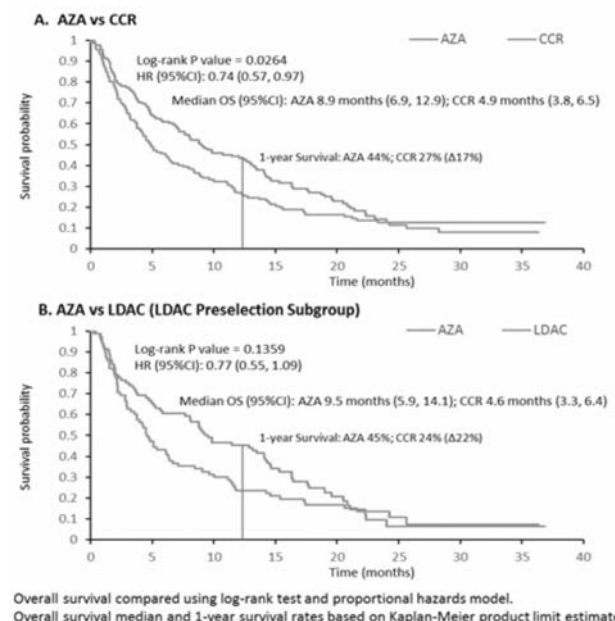 A. AZA vs CCR
AZA CCR
1
0.9
0.8
0.7
0.6
0.5
0.4
0.3
0.2
0.1
0
Survival probability
Log-rank P value = 0.0264
HR (95%CI): 0.74 (0.57, 0.97)
Median OS (95%CI): AZA 8.9 months (6.9, 12.9); CCR 4.9 months (3.8, 6.5)
1-year Survival: AZA 44%; CCR 27% (Δ17%)
0 5 10 15 20 25 30 35 40
Time (months)
B. AZA vs LDAC (LDAC Preselection Subgroup)
AZA LDAC
1
0.9
0.8
0.7
0.6
0.5
0.4
0.3
0.2
0.1
0
Survival probability
Log-rank P value = 0.1359
HR (95%CI): 0.77 (0.55, 1.09)
Median OS (95%CI): AZA 9.5 months (5.9, 14.1); CCR 4.6 months (3.3, 6.4)
1-year Survival: AZA 45%; CCR 24% (Δ22%)
0 5 10 15 20 25 30 35 40
Time (months)
Overall survival compared using log-rank test and proportional hazards model.
Overall survival median and 1-year survival rates based on Kaplan-Meier product limit estimat